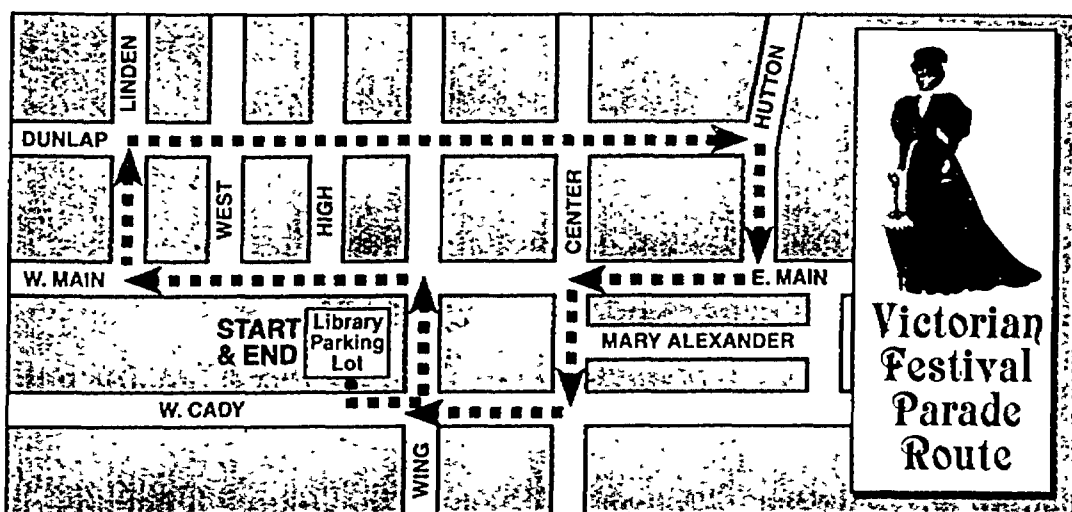 LINDEN
HUTTON
DUNLAP
WEST
HIGH
CENTER
W. MAIN
E. MAIN
START
& END
Library
Parking
Lot
MARY ALEXANDER
W. CADY
WING
Victorian
Festival
Parade
Route